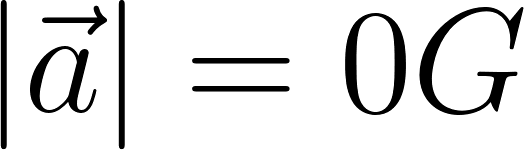 |a⃗| = 0G